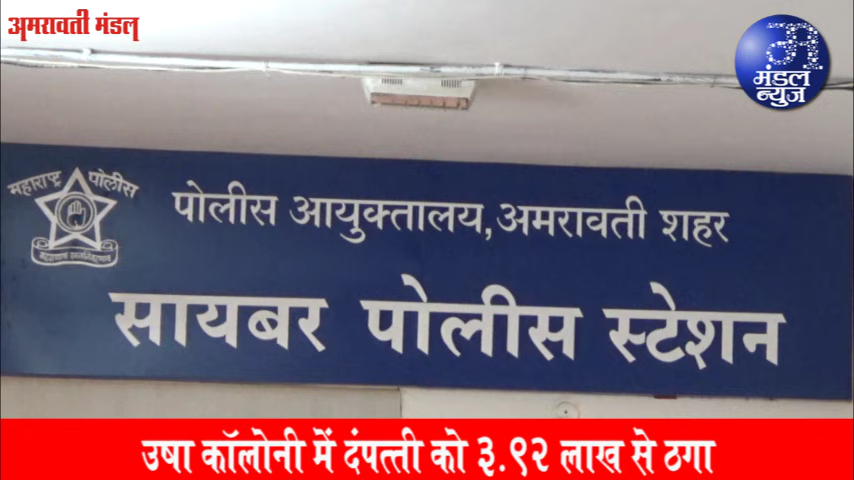 अमरावती मंडल
मी
मंडल
न्युज
महाराष्ट्र पोलीस
पोलीस आयुक्तालय, अमरावती शहर
सायबर पोलीस स्टेशन
उषा कॉलोनी में दंपत्ती को ३.९२ लाख से ठगा